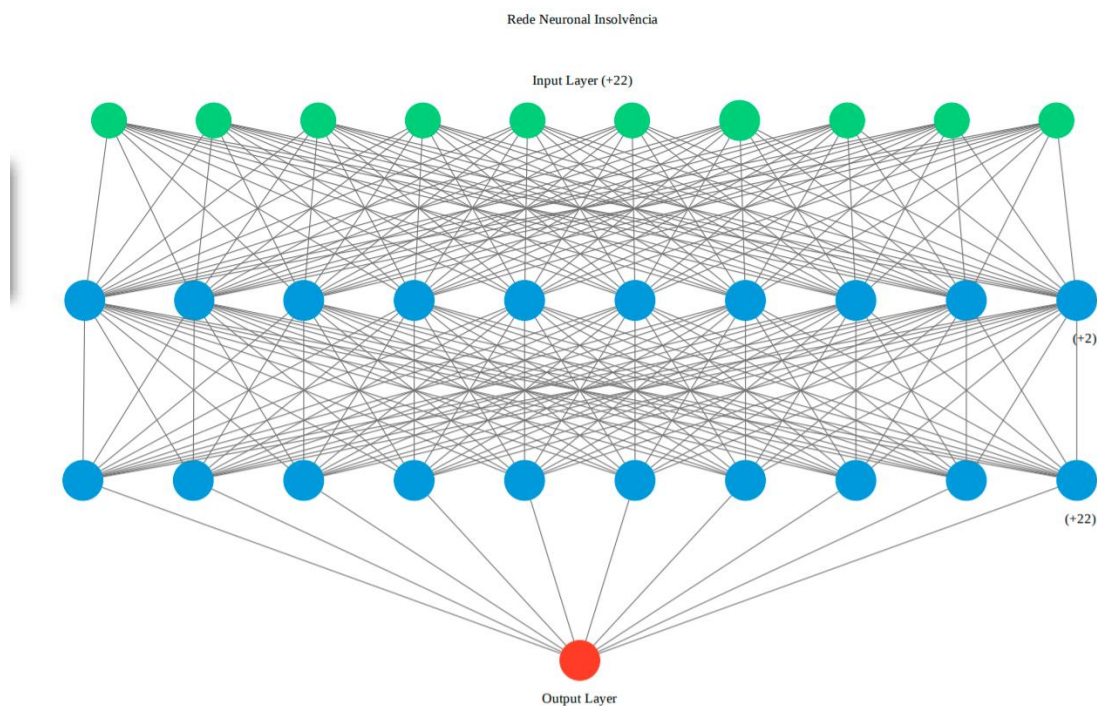 Rede Neuronal Insolvência
Input Layer (+22)
(+2)
(+22)
Output Layer